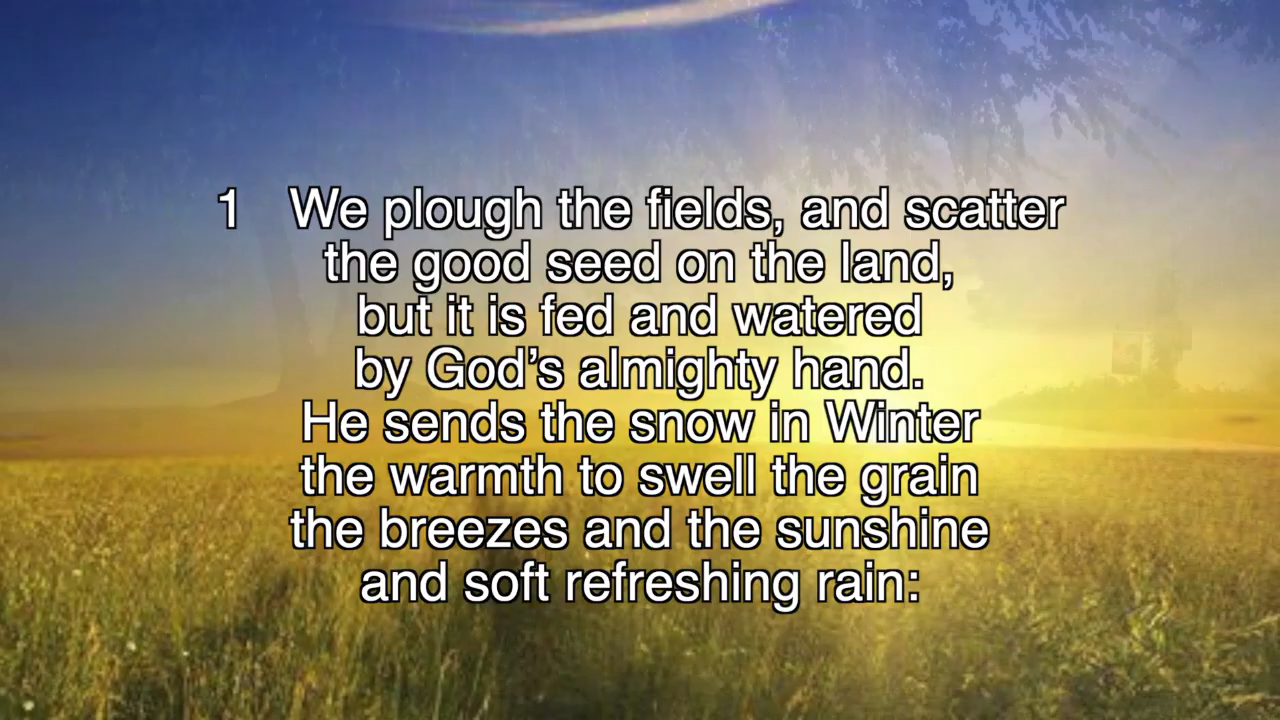 1 We plough the fields, and scatter
the good seed on the land,
but it is fed and watered
by God’s almighty hand.
He sends the snow in Winter
the warmth to swell the grain
the breezes and the sunshine
and soft refreshing rain: